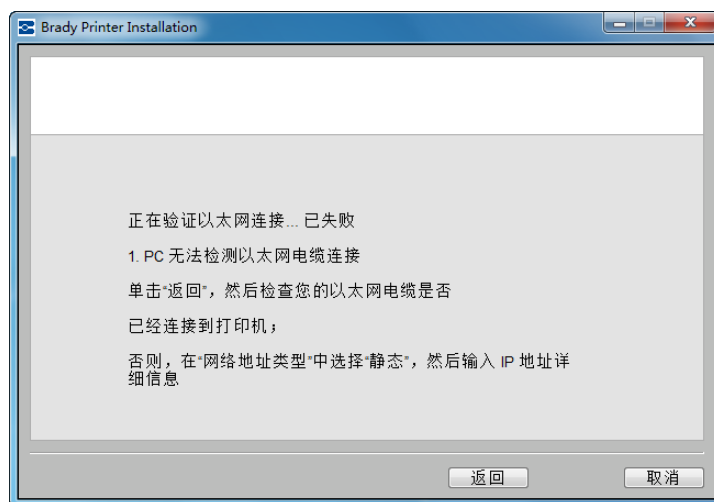 Brady Printer Installation
正在验证以太网连接... 已失败
1. PC 无法检测以太网电缆连接
单击“返回”，然后检查您的以太网电缆是否
已经连接到打印机；
否则，在“网络地址类型”中选择“静态”，然后输入 IP 地址详
细信息
返回
取消